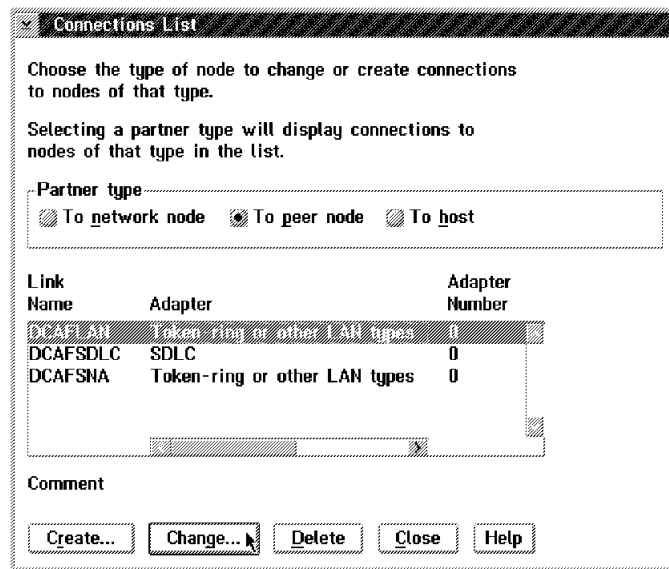 Connections List
Choose the type of node to change or create connections
to nodes of that type.
Selecting a partner type will display connections to
nodes of that type in the list.
Partner type
To network node To peer node To host
Link Adapter
Name Adapter Number
DCAFLAN Token-ring or other LAN types 0
DCAFSDLC SDLC 0
DCAFSNA Token-ring or other LAN types 0
Comment
Create... Change... Delete Close Help